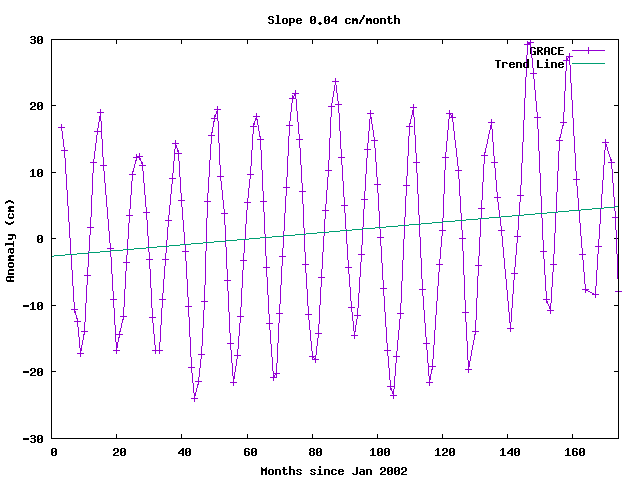 Slope 0.04 cm/month
GRACE
Trend Line
30
20
10
0
-10
-20
-30
Anomaly (cm)
0 20 40 60 80 100 120 140 160
Months since Jan 2002